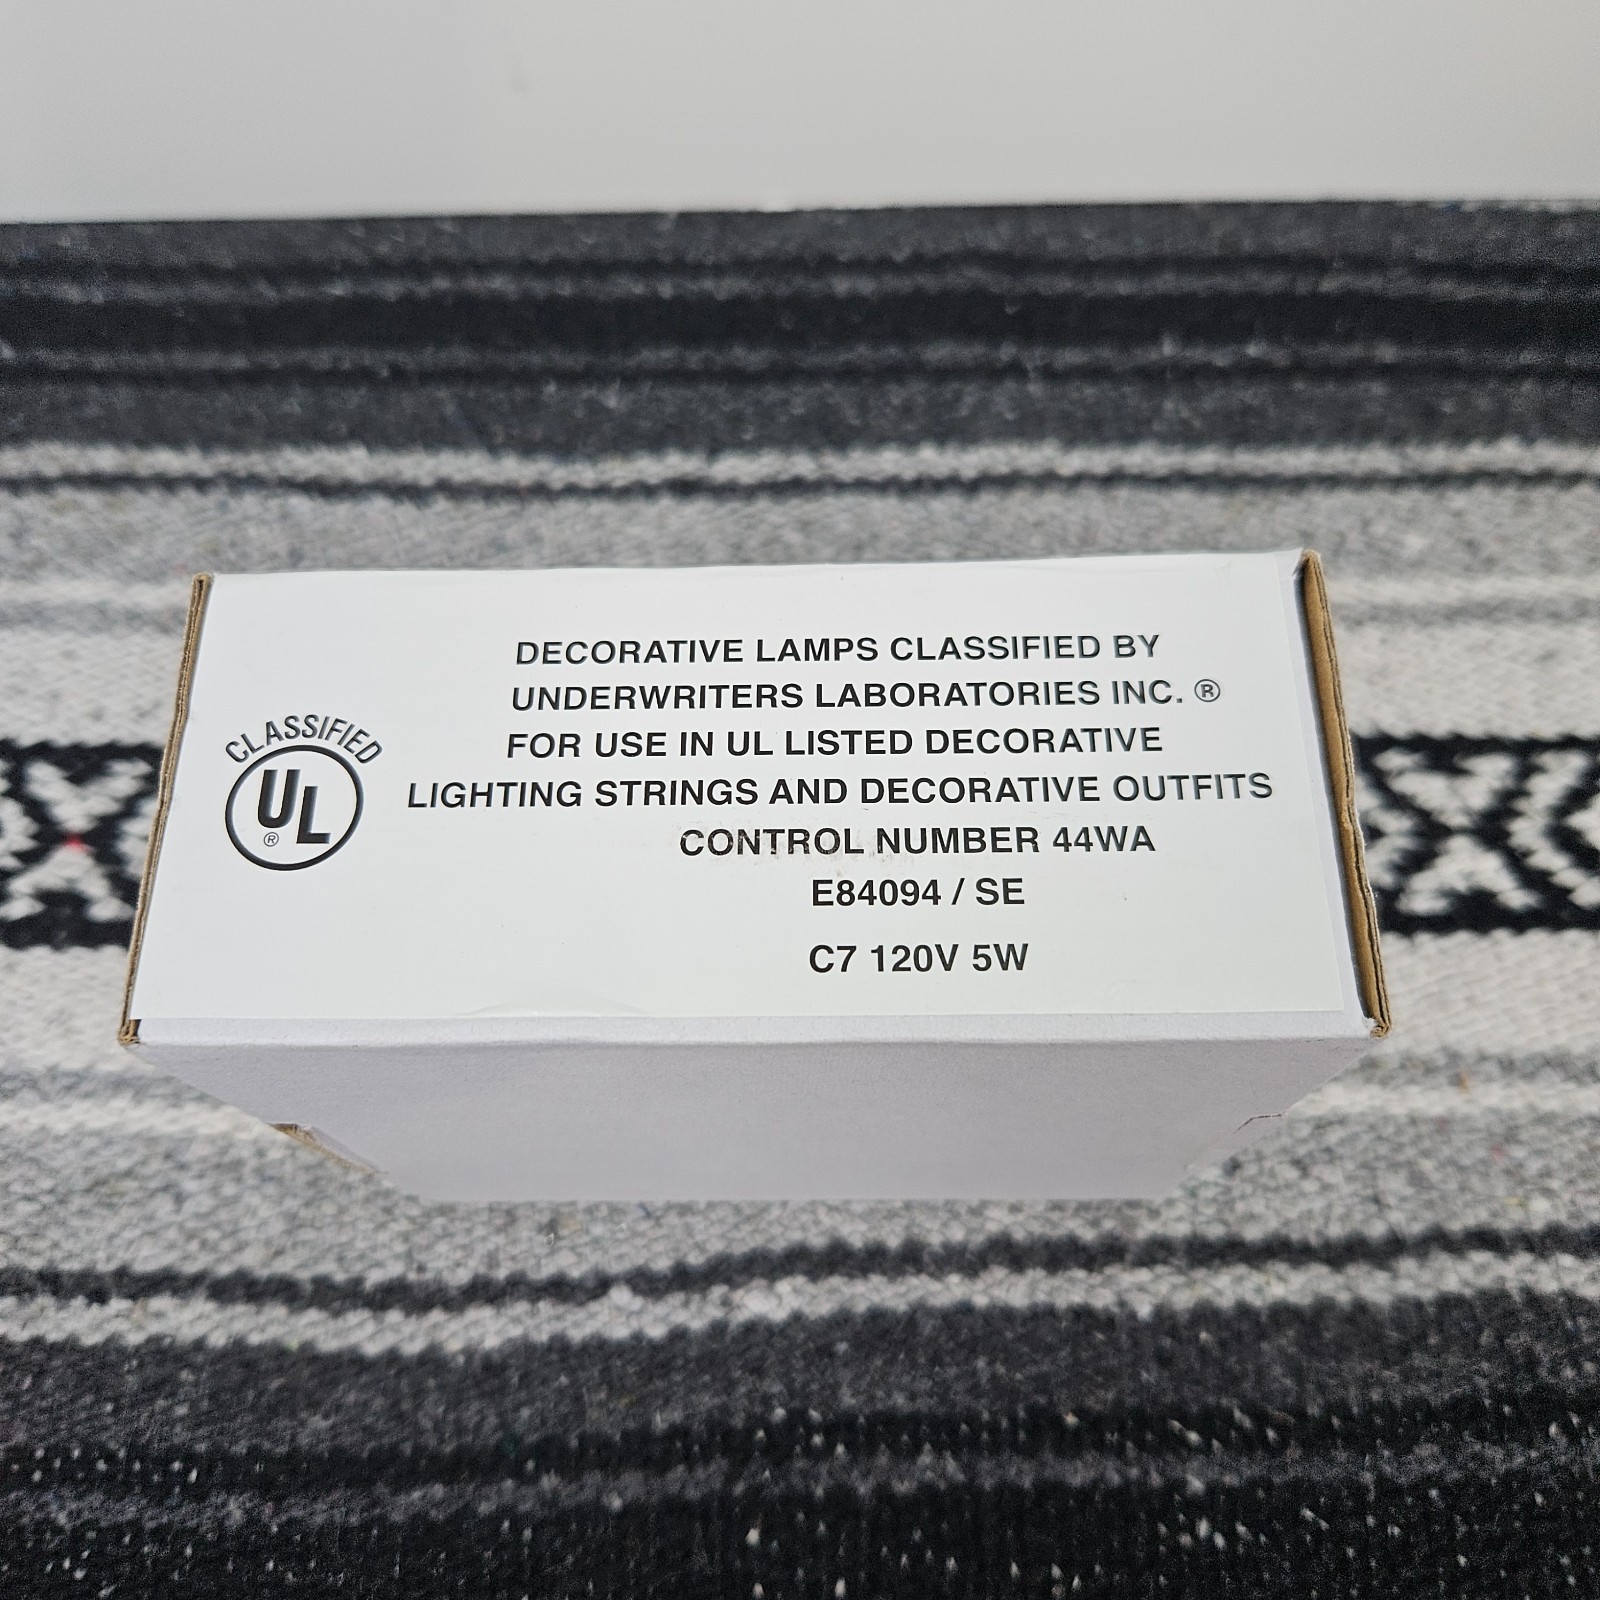 DECORATIVE LAMPS CLASSIFIED BY
UNDERWRITERS LABORATORIES INC. ®
FOR USE IN UL LISTED DECORATIVE
LIGHTING STRINGS AND DECORATIVE OUTFITS
CONTROL NUMBER 44WA
E84094 / SE
C7 120V 5W
CLASSIFIED
UL
®